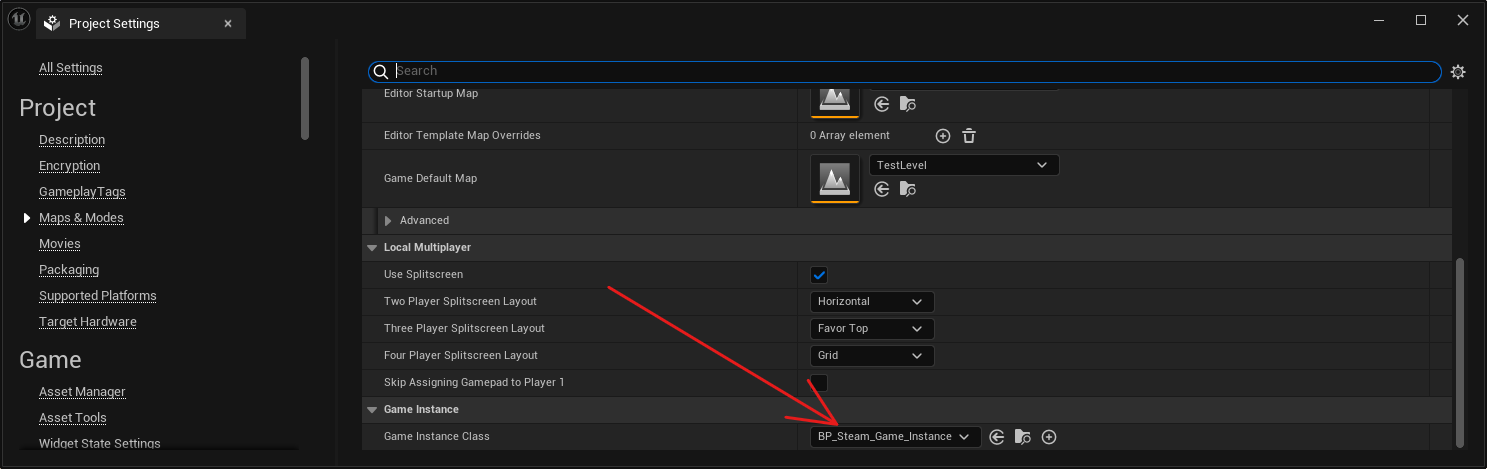 Project Settings
All Settings
Project
Description
Encryption
GameplayTags
Maps & Modes
Movies
Packaging
Supported Platforms
Target Hardware
Game
Asset Manager
Asset Tools
Widget State Settings
Search
Editor Startup Map
Editor Template Map Overrides
0 Array element
Game Default Map
TestLevel
Advanced
Local Multiplayer
Use Splitscreen
Two Player Splitscreen Layout
Horizontal
Three Player Splitscreen Layout
Favor Top
Four Player Splitscreen Layout
Grid
Skip Assigning Gamepad to Player 1
Game Instance
Game Instance Class
BP_Steam_Game_Instance